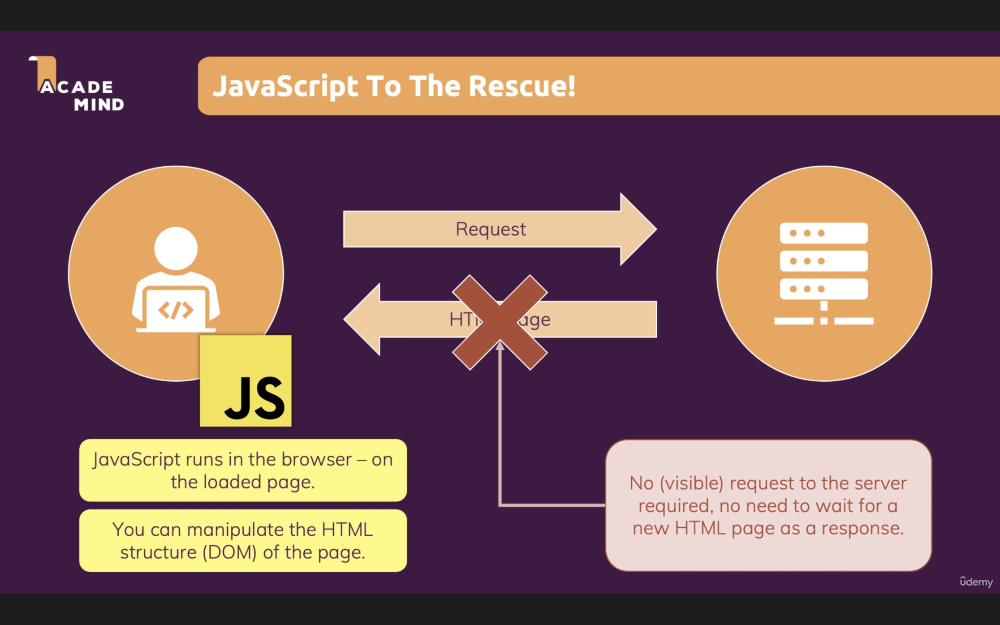 ACADE
MIND
JavaScript To The Rescue!
Request
HT age
</>
JS
JavaScript runs in the browser – on
the loaded page.
You can manipulate the HTML
structure (DOM) of the page.
No (visible) request to the server
required, no need to wait for a
new HTML page as a response.
ûdemy